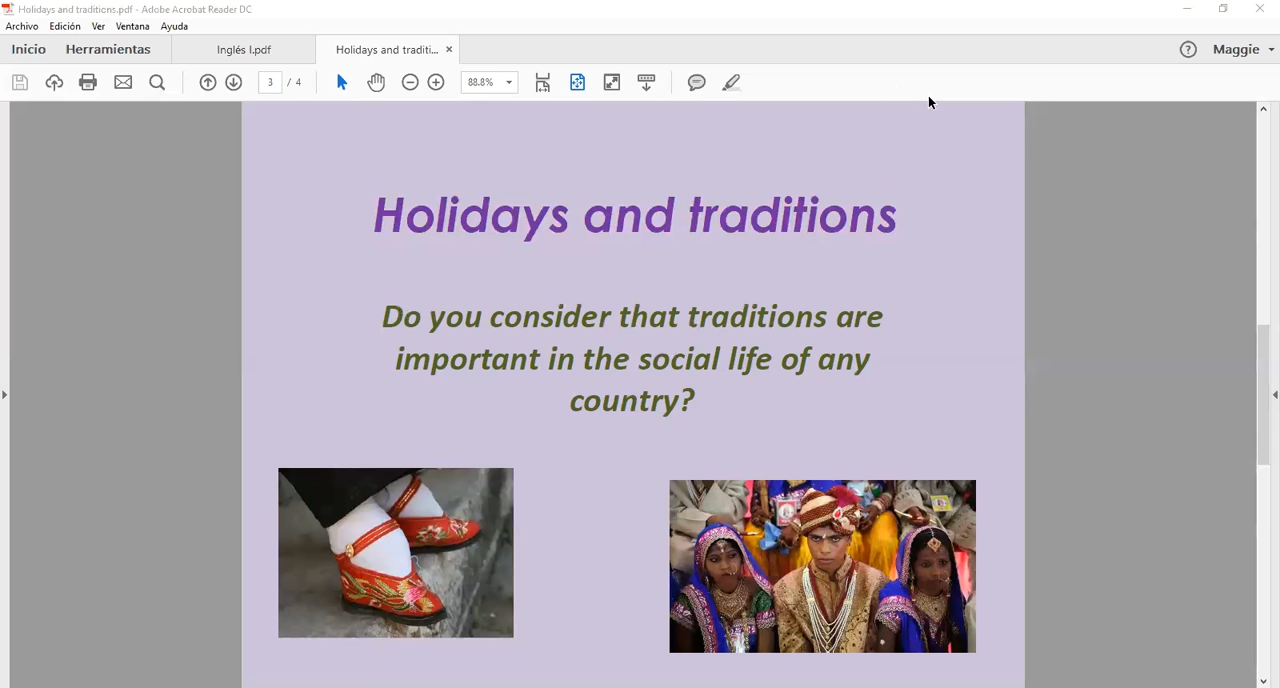 Holidays and traditions.pdf - Adobe Acrobat Reader DC
Archivo Edición Ver Ventana Ayuda
Inicio Herramientas Inglés I.pdf Holidays and traditi... × ? Maggie
3 / 4 88.8%
Holidays and traditions
Do you consider that traditions are
important in the social life of any
country?